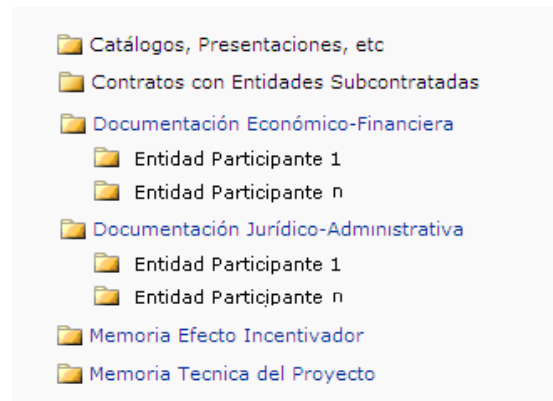 Catálogos, Presentaciones, etc
Contratos con Entidades Subcontratadas
Documentación Económico-Financiera
Entidad Participante 1
Entidad Participante n
Documentación Jurídico-Administrativa
Entidad Participante 1
Entidad Participante n
Memoria Efecto Incentivador
Memoria Tecnica del Proyecto